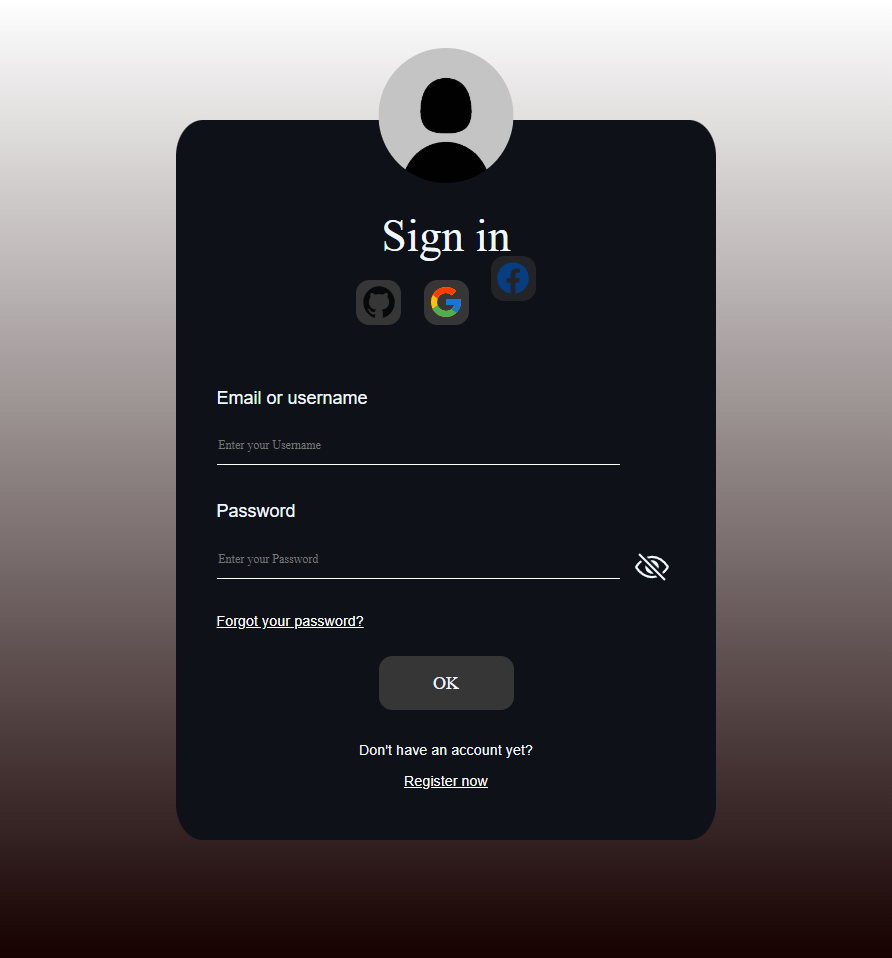 Sign in
Email or username
Enter your Username
Password
Enter your Password
Forgot your password?
OK
Don't have an account yet?
Register now